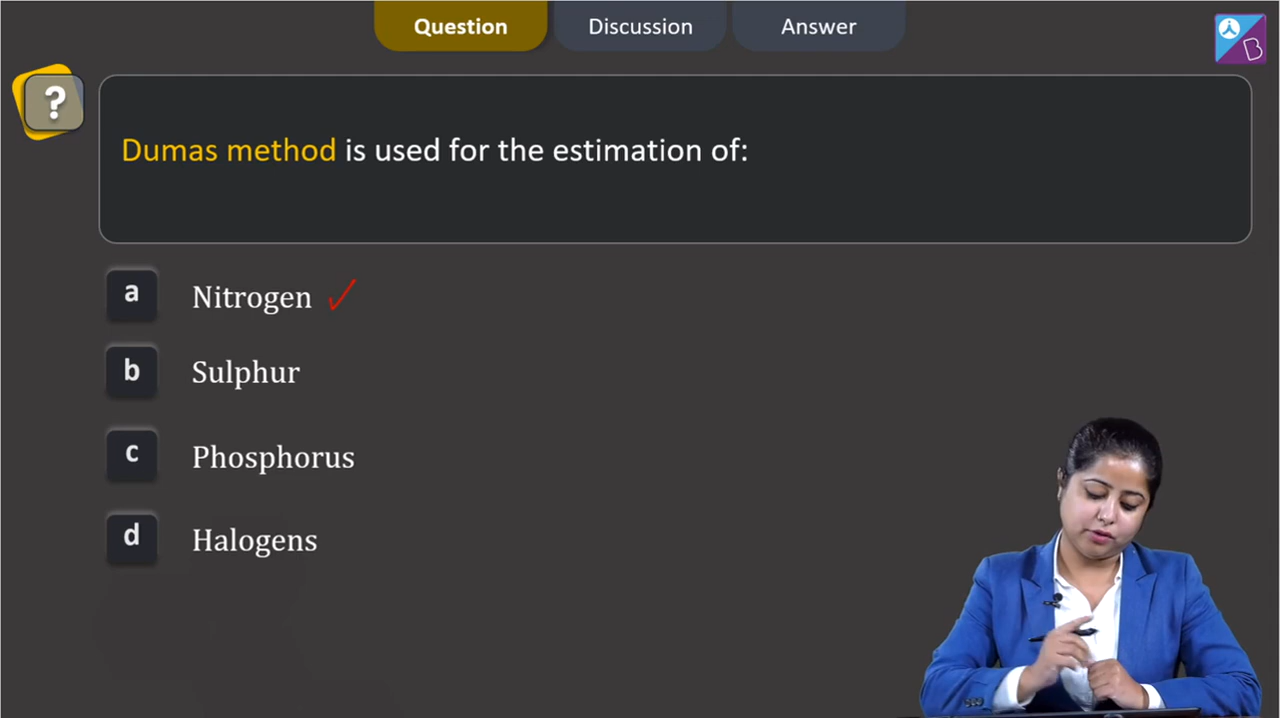 Question
Discussion
Answer
B
?
Dumas method is used for the estimation of:
a Nitrogen ✓
b Sulphur
c Phosphorus
d Halogens